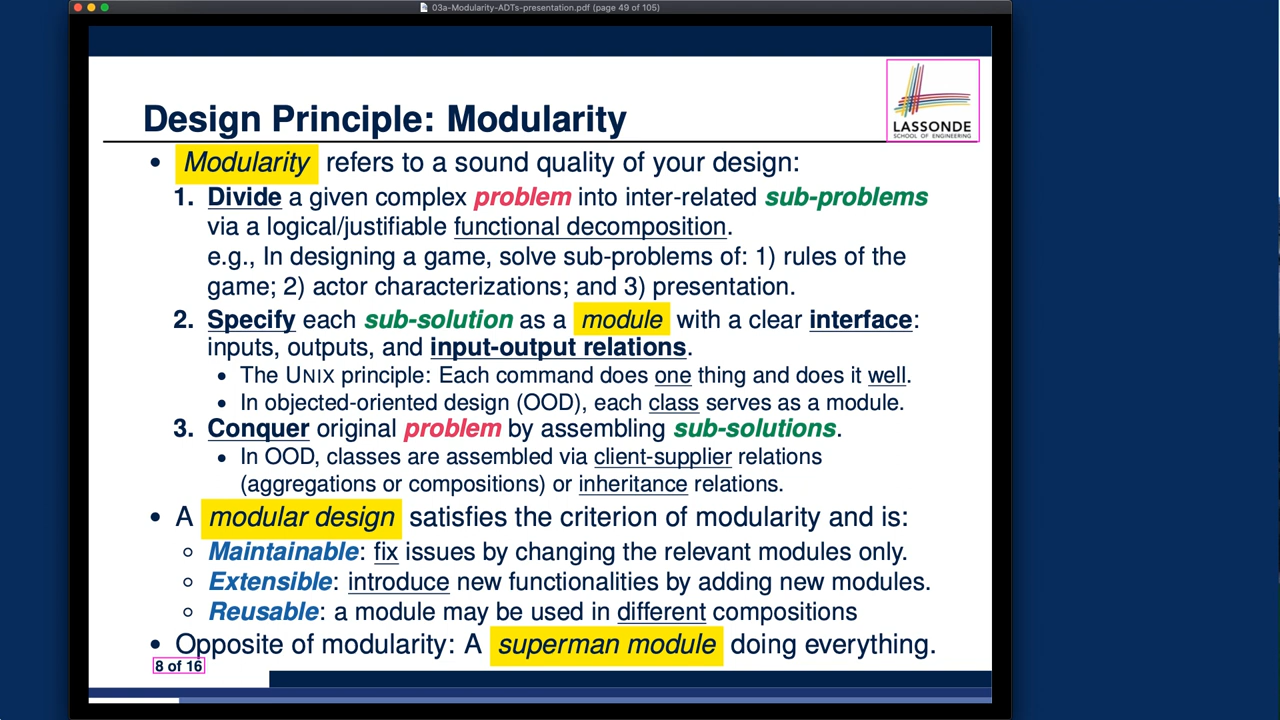 03a-Modularity-ADTs-presentation.pdf (page 49 of 105)
LASSONDE
SCHOOL OF ENGINEERING
Design Principle: Modularity
• Modularity refers to a sound quality of your design:
1. Divide a given complex problem into inter-related sub-problems
via a logical/justifiable functional decomposition.
e.g., In designing a game, solve sub-problems of: 1) rules of the
game; 2) actor characterizations; and 3) presentation.
2. Specify each sub-solution as a module with a clear interface:
inputs, outputs, and input-output relations.
• The UNIX principle: Each command does one thing and does it well.
• In objected-oriented design (OOD), each class serves as a module.
3. Conquer original problem by assembling sub-solutions.
• In OOD, classes are assembled via client-supplier relations
(aggregations or compositions) or inheritance relations.
• A modular design satisfies the criterion of modularity and is:
○ Maintainable: fix issues by changing the relevant modules only.
○ Extensible: introduce new functionalities by adding new modules.
○ Reusable: a module may be used in different compositions
• Opposite of modularity: A superman module doing everything.
8 of 16